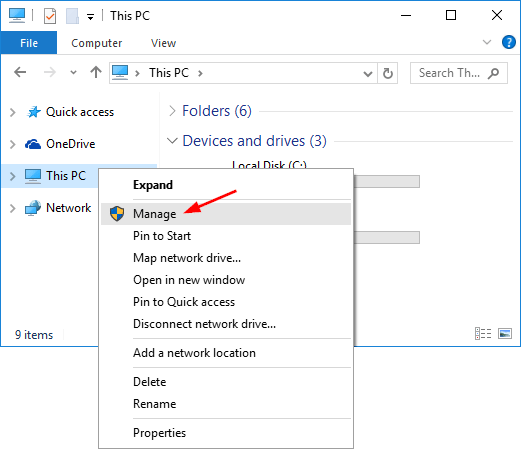 This PC
File
Computer
View
This PC
Search Th...
Quick access
OneDrive
This PC
Network
Folders (6)
Devices and drives (3)
Local Disk (C:)
Expand
Manage
Pin to Start
Map network drive...
Open in new window
Pin to Quick access
Disconnect network drive...
Add a network location
Delete
Rename
Properties
9 items